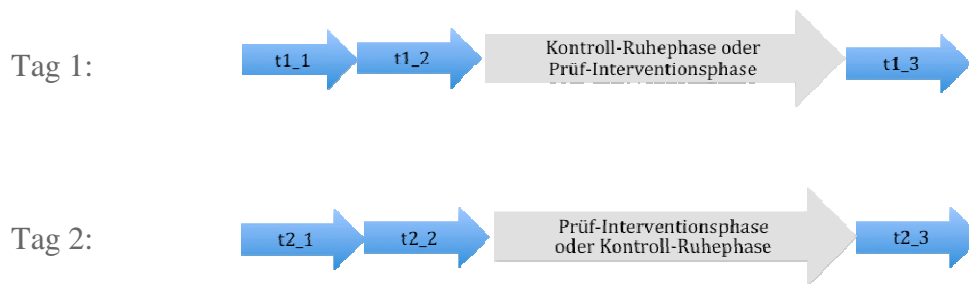 Tag 1:
t1_1
t1_2
Kontroll-Ruhephase oder
Prüf-Interventionsphase
t1_3
Tag 2:
t2_1
t2_2
Prüf-Interventionsphase
oder Kontroll-Ruhephase
t2_3